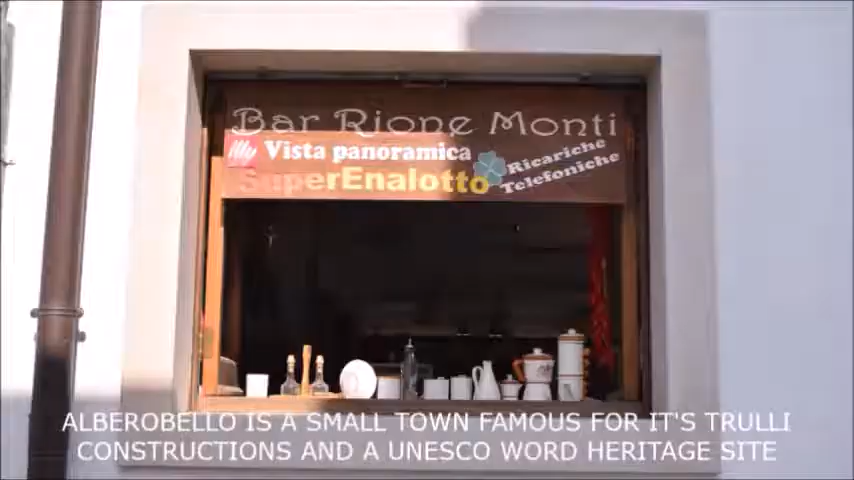 Bar Rione Monti
illy Vista panoramica
Ricariche
Telefoniche
SuperEnalotto
ALBEROBELLO IS A SMALL TOWN FAMOUS FOR IT'S TRULLI
CONSTRUCTIONS AND A UNESCO WORD HERITAGE SITE